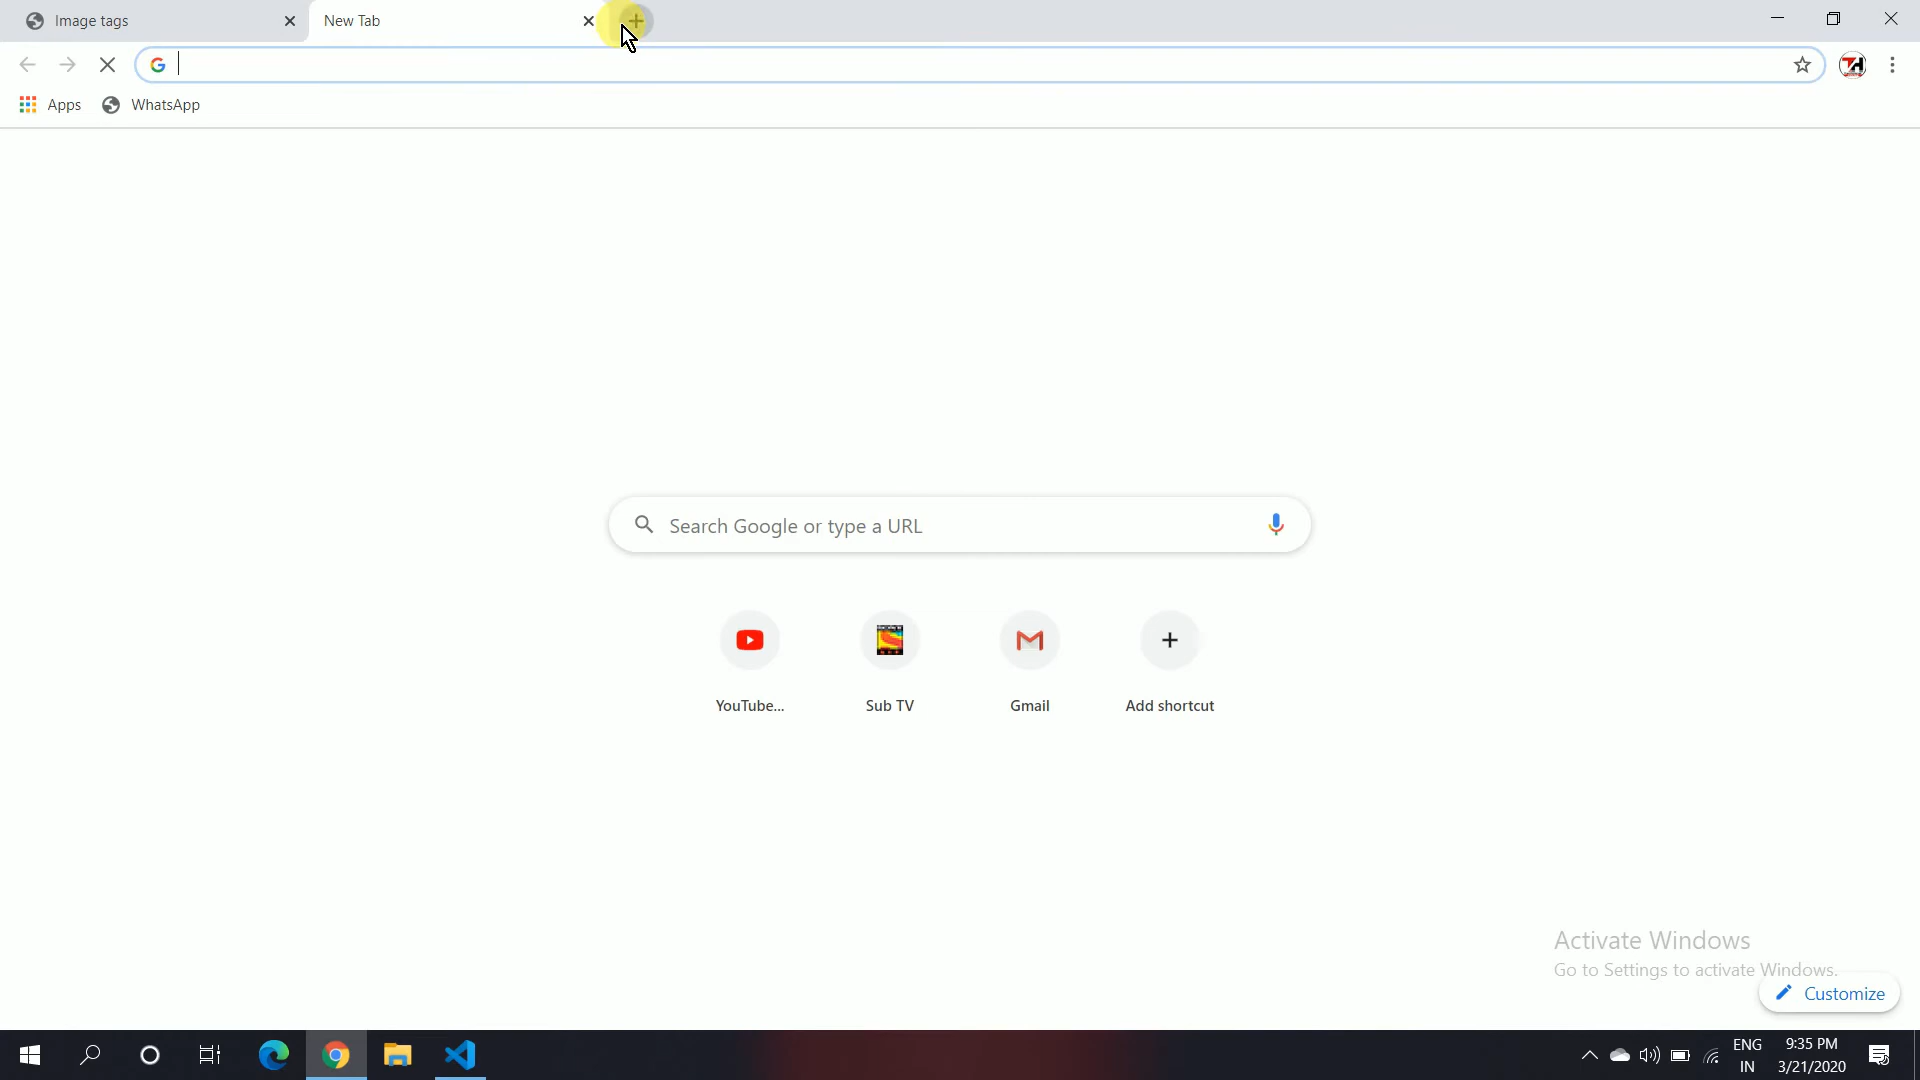 Image tags
New Tab
Apps
WhatsApp
Search Google or type a URL
YouTube...
Sub TV
Gmail
Add shortcut
Activate Windows
Go to Settings to activate Windows.
Customize
ENG
IN
9:35 PM
3/21/2020